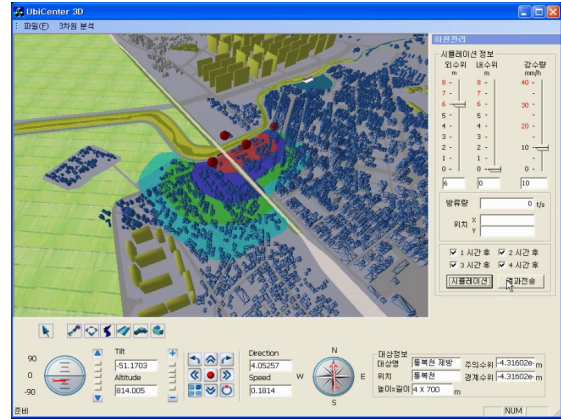 UbiCenter 3D
파일(F) 3차원 분석
하천관리
시뮬레이션 정보
외수위 내수위 강수량
m m mm/h
8 - 8 - 40 -
7 - 7 -
6 - 6 - 30 -
5 - 5 -
4 - 4 - 20 -
3 - 3 -
2 - 2 - 10 -
1 - 1 -
0 - 0 - 0 -
6 0 10
방류량 0 t/s
위치 X
Y
1 시간 후 2 시간 후
3 시간 후 4 시간 후
시뮬레이션 결과전송
90
0
-90
Tilt
-51.1703
Altitude
814.005
Direction
4.05257
Speed
0.1814
N
W E
S
대상정보
대상명 통복천 제방 주의수위 -4.31602e- m
위치 통복천 경계수위 -4.31602e- m
높이x길이 4 X 700 m
준비 NUM